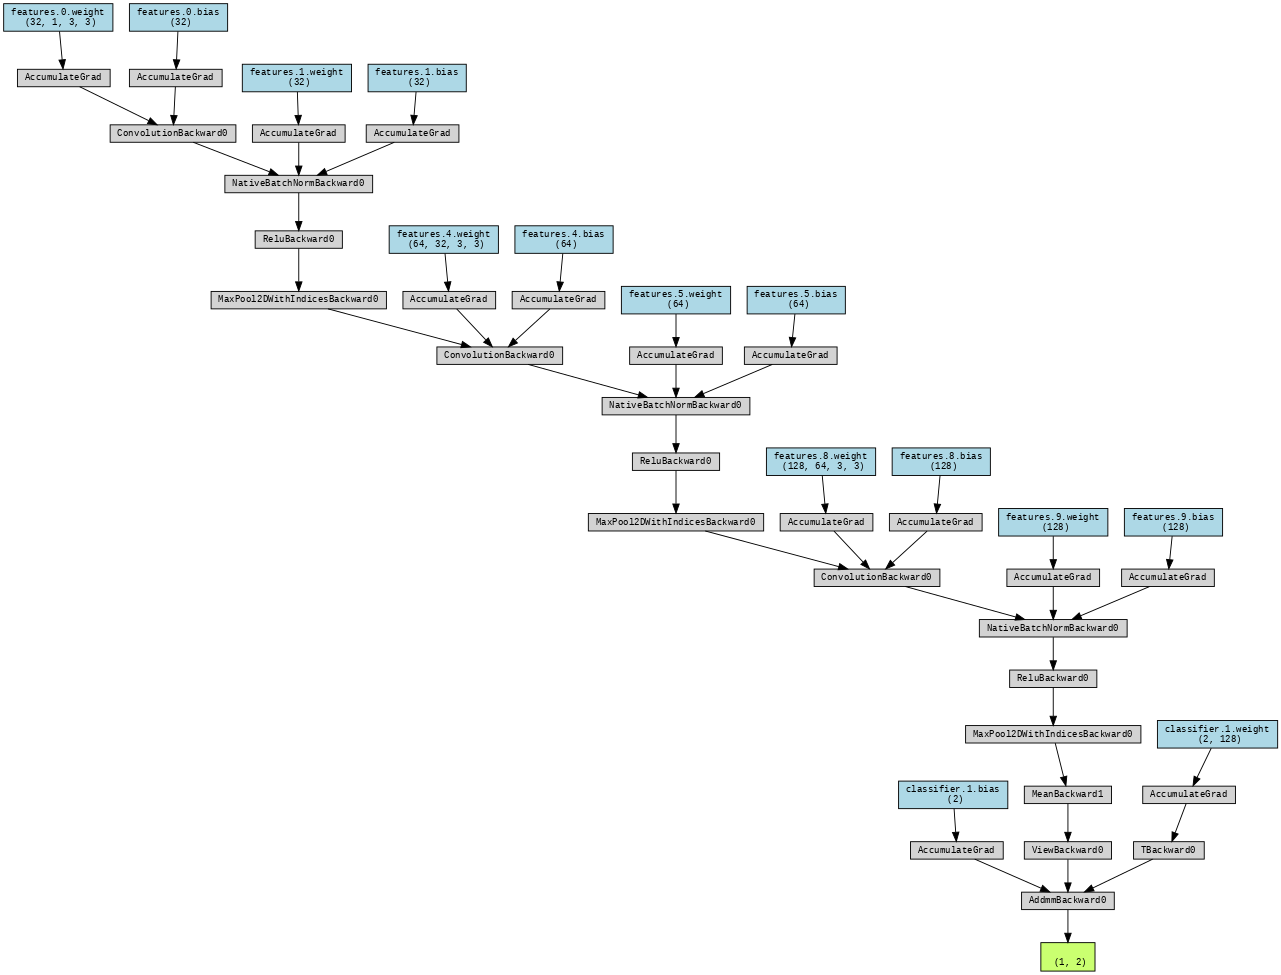 features.0.weight
(32, 1, 3, 3)
features.0.bias
(32)
AccumulateGrad
AccumulateGrad
features.1.weight
(32)
features.1.bias
(32)
ConvolutionBackward0
AccumulateGrad
AccumulateGrad
NativeBatchNormBackward0
ReluBackward0
features.4.weight
(64, 32, 3, 3)
features.4.bias
(64)
MaxPool2DWithIndicesBackward0
AccumulateGrad
AccumulateGrad
features.5.weight
(64)
features.5.bias
(64)
ConvolutionBackward0
AccumulateGrad
AccumulateGrad
NativeBatchNormBackward0
ReluBackward0
features.8.weight
(128, 64, 3, 3)
features.8.bias
(128)
MaxPool2DWithIndicesBackward0
AccumulateGrad
AccumulateGrad
features.9.weight
(128)
features.9.bias
(128)
ConvolutionBackward0
AccumulateGrad
AccumulateGrad
NativeBatchNormBackward0
ReluBackward0
MaxPool2DWithIndicesBackward0
classifier.1.weight
(2, 128)
classifier.1.bias
(2)
MeanBackward1
AccumulateGrad
AccumulateGrad
ViewBackward0
TBackward0
AddmmBackward0
(1, 2)